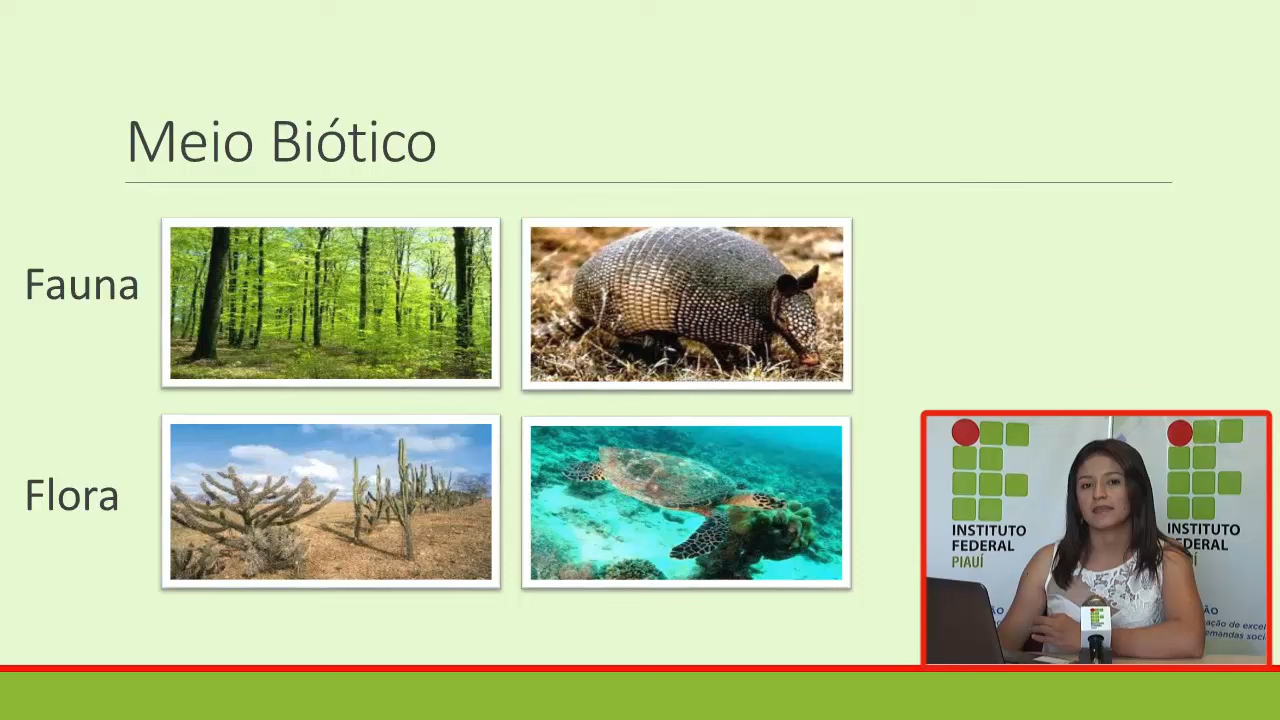 Meio Biótico
Fauna
Flora
INSTITUTO
FEDERAL
PIAUÍ
INSTITUTO
FEDERAL